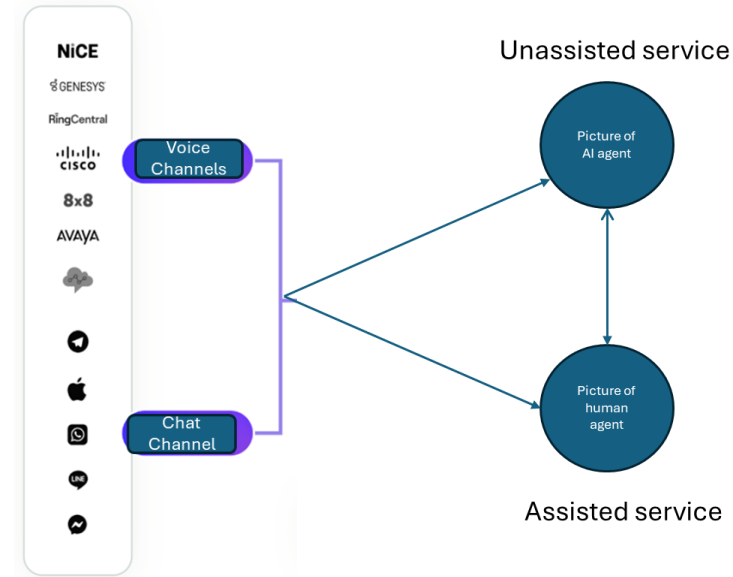 NiCE
GENESYS
RingCentral
CISCO
8x8
AVAYA
LINE
Voice
Channels
Chat
Channel
Unassisted service
Picture of
AI agent
Picture of
human
agent
Assisted service